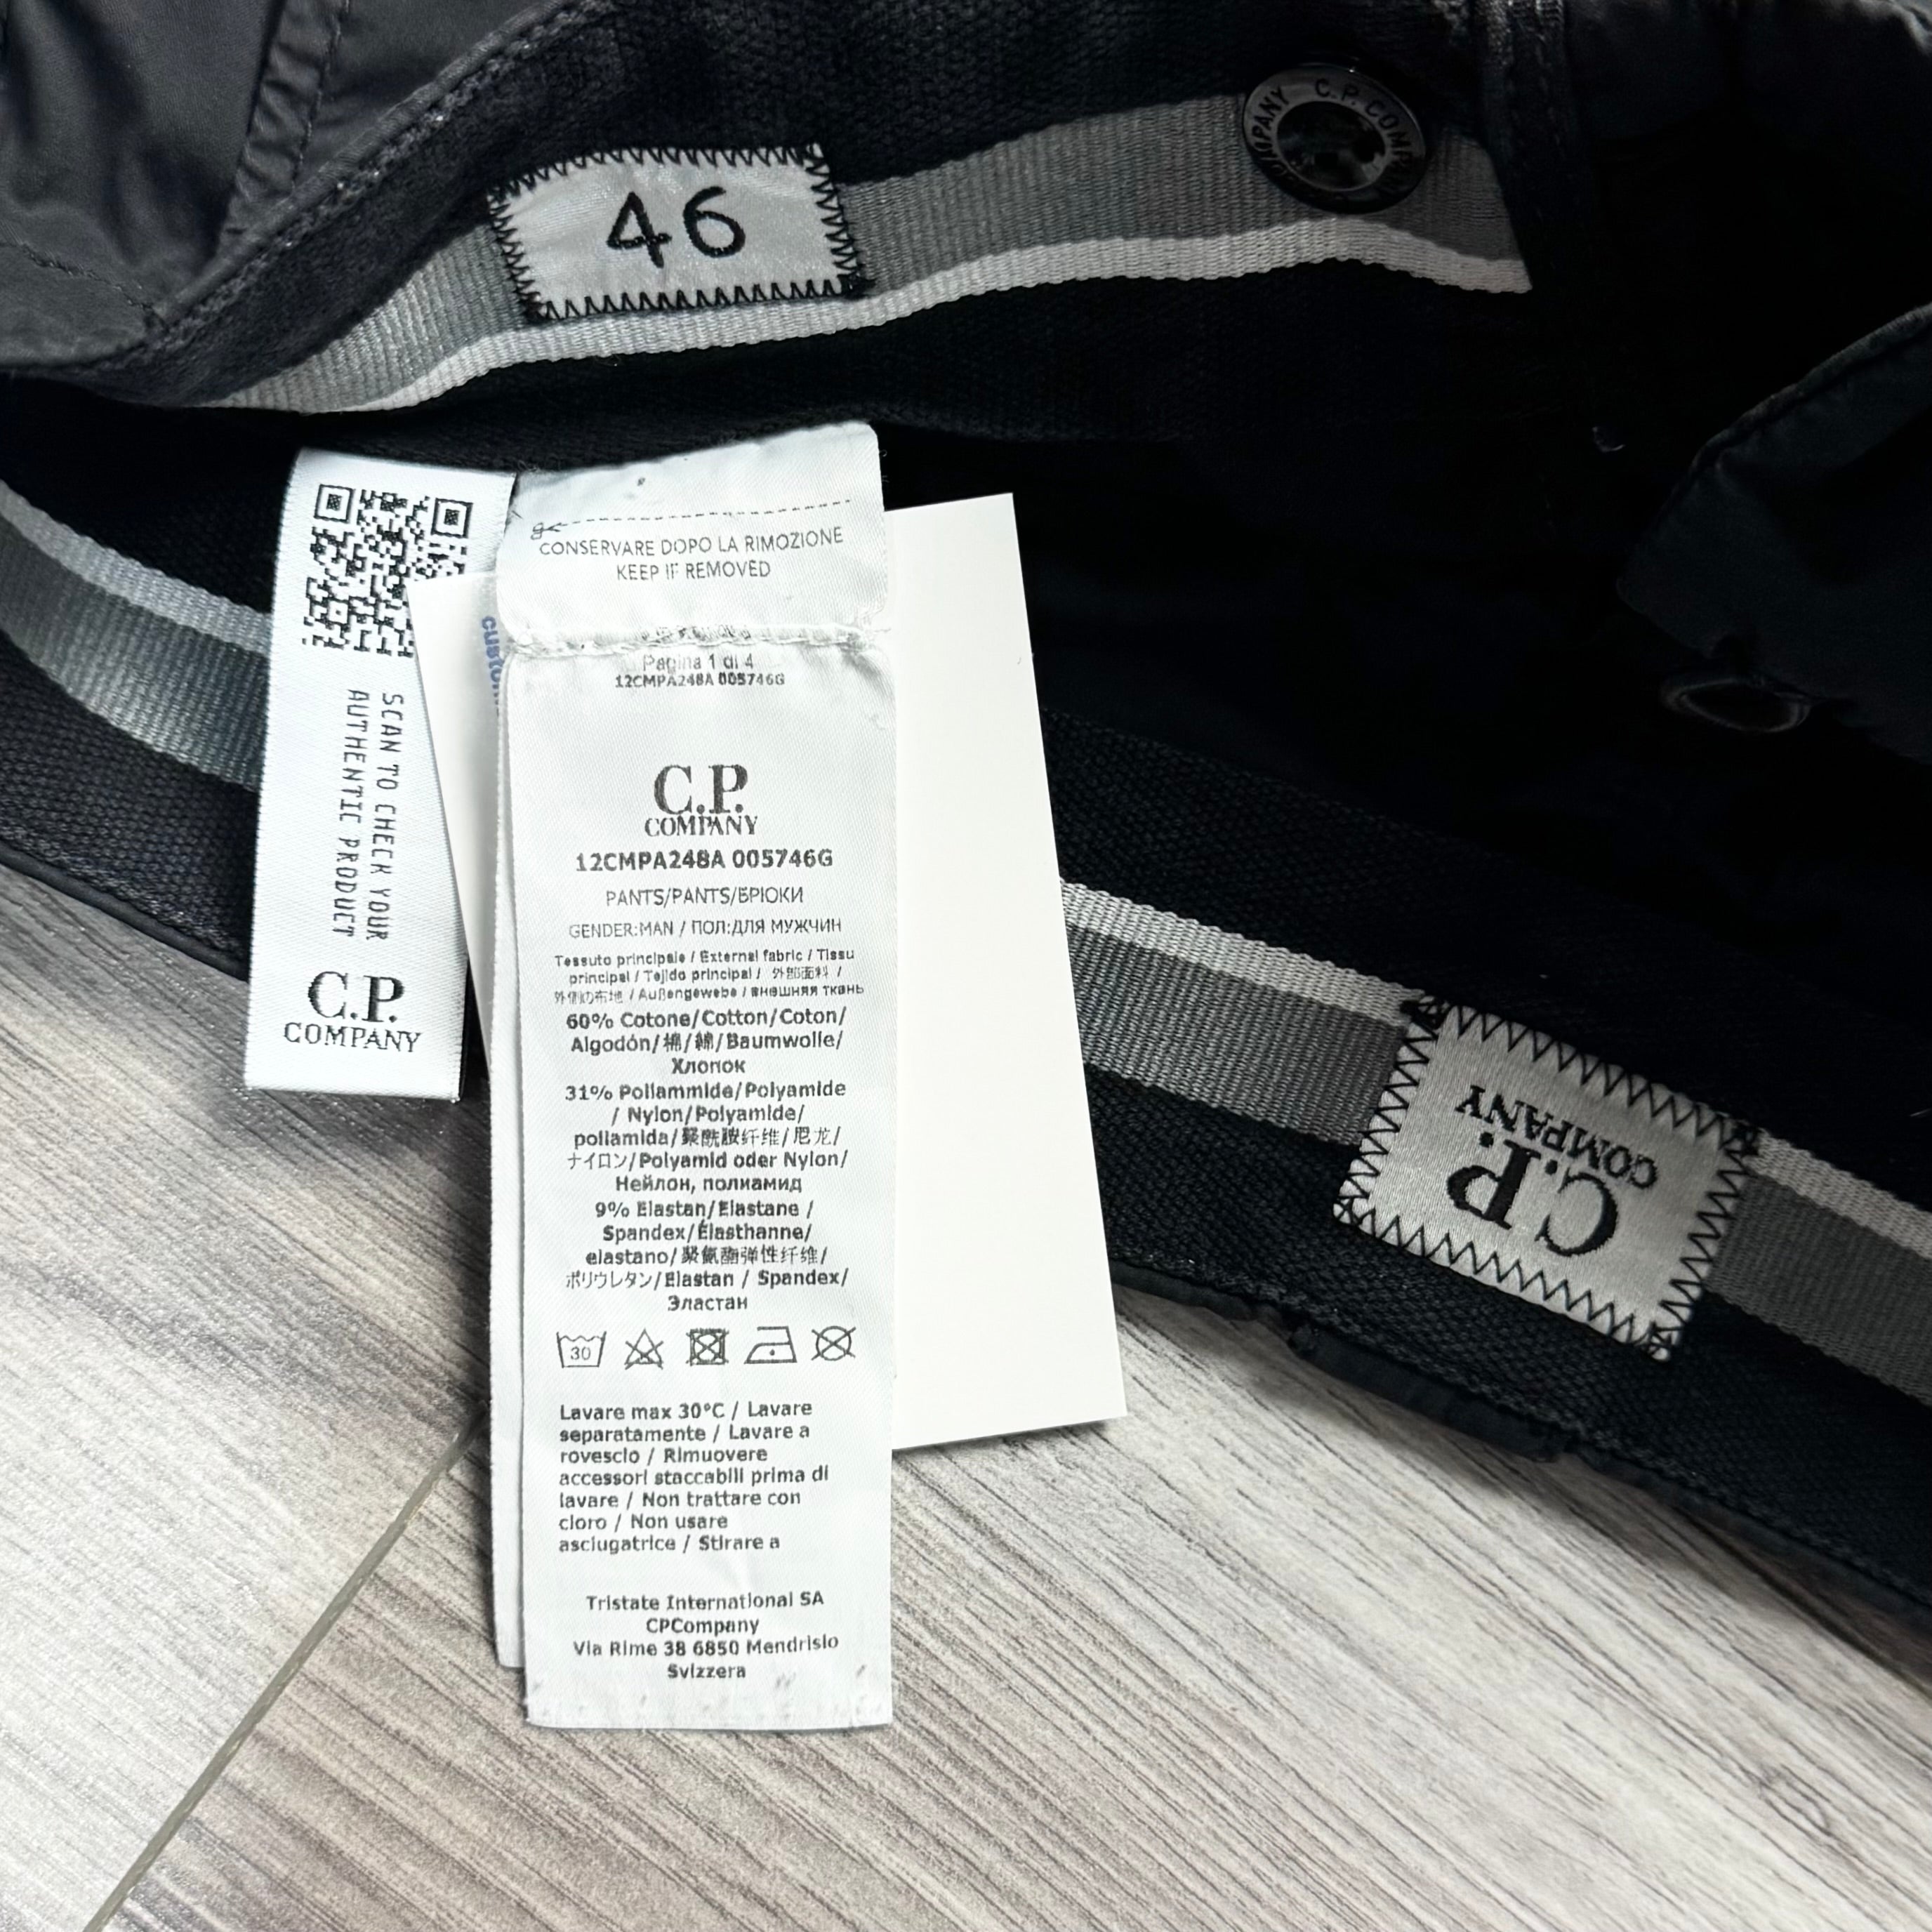 C.P. COMPANY
46
SCAN TO CHECK YOUR
AUTHENTIC PRODUCT
C.P.
COMPANY
CONSERVARE DOPO LA RIMOZIONE
KEEP IF REMOVED
Pagina 1 di 4
12CMPA248A 005746G
C.P.
COMPANY
12CMPA248A 005746G
PANTS/PANTS/БРЮКИ
GENDER:MAN / ПОЛ:ДЛЯ МУЖЧИН
Tessuto principale / External fabric / Tissu
principal / Tejido principal / 外部面料 /
外側の布地 / Außengewebe / внешняя ткань
60% Cotone/Cotton/Coton/
Algodón/棉/綿/Baumwolle/
Хлопок
31% Poliammide/Polyamide
/ Nylon/Polyamide/
poliamida/聚酰胺纤维/尼龙/
ナイロン/Polyamid oder Nylon/
Нейлон, полиамид
9% Elastan/Elastane /
Spandex/Élasthanne/
elastano/聚氨酯弹性纤维/
ポリウレタン/Elastan / Spandex/
Эластан
30
Lavare max 30°C / Lavare
separatamente / Lavare a
rovescio / Rimuovere
accessori staccabili prima di
lavare / Non trattare con
cloro / Non usare
asciugatrice / Stirare a
Tristate International SA
CPCompany
Via Rime 38 6850 Mendrisio
Svizzera
C.P.
COMPANY